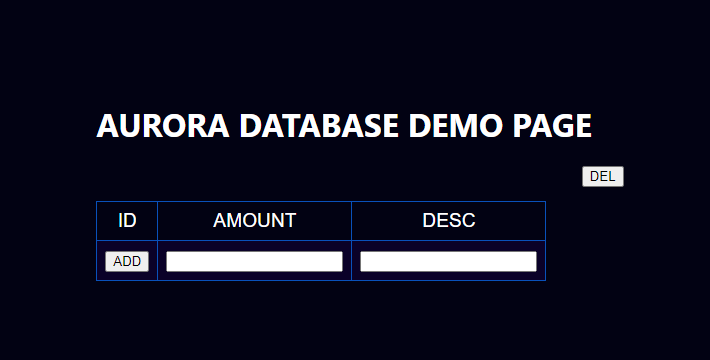 AURORA DATABASE DEMO PAGE
DEL
ID AMOUNT DESC
ADD